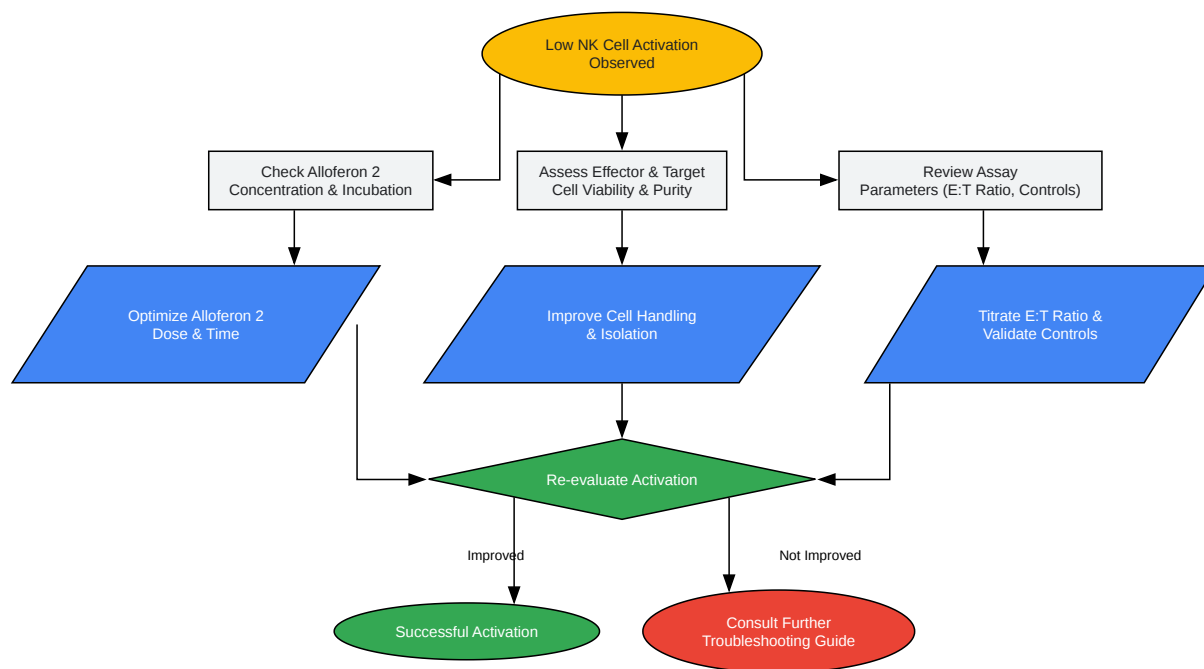 Low NK Cell Activation
Observed
Check Alloferon 2
Concentration & Incubation
Assess Effector & Target
Cell Viability & Purity
Review Assay
Parameters (E:T Ratio, Controls)
Optimize Alloferon 2
Dose & Time
Improve Cell Handling
& Isolation
Titrate E:T Ratio &
Validate Controls
Re-evaluate Activation
Improved
Not Improved
Successful Activation
Consult Further
Troubleshooting Guide